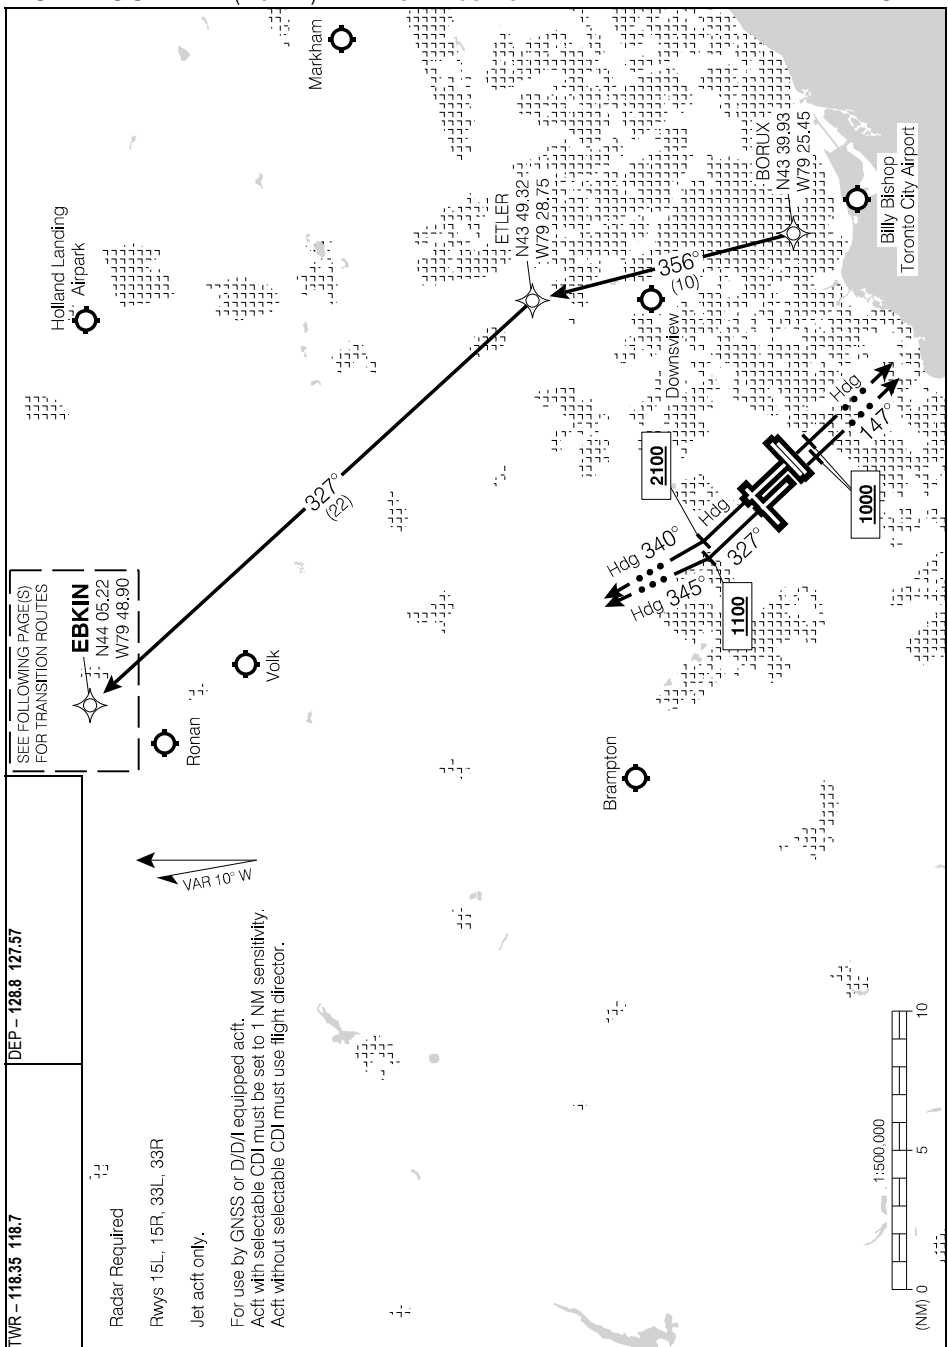 TWR – 118.35 118.7
DEP – 128.8 127.57
Radar Required
Rwys 15L, 15R, 33L, 33R
Jet acft only.
For use by GNSS or D/D/I equipped acft.
Acft with selectable CDI must be set to 1 NM sensitivity.
Acft without selectable CDI must use flight director.
VAR 10° W
SEE FOLLOWING PAGE(S)
FOR TRANSITION ROUTES
EBKIN
N44 05.22
W79 48.90
Ronan
Volk
Holland Landing
Airpark
Markham
327°
(22)
ETLER
N43 49.32
W79 28.75
356°
(10)
BORUX
N43 39.93
W79 25.45
Downsview
Billy Bishop
Toronto City Airport
Brampton
Hdg 340°
Hdg 345°
Hdg
327°
2100
1100
1000
Hdg
147°
1:500,000
(NM) 0
5
10